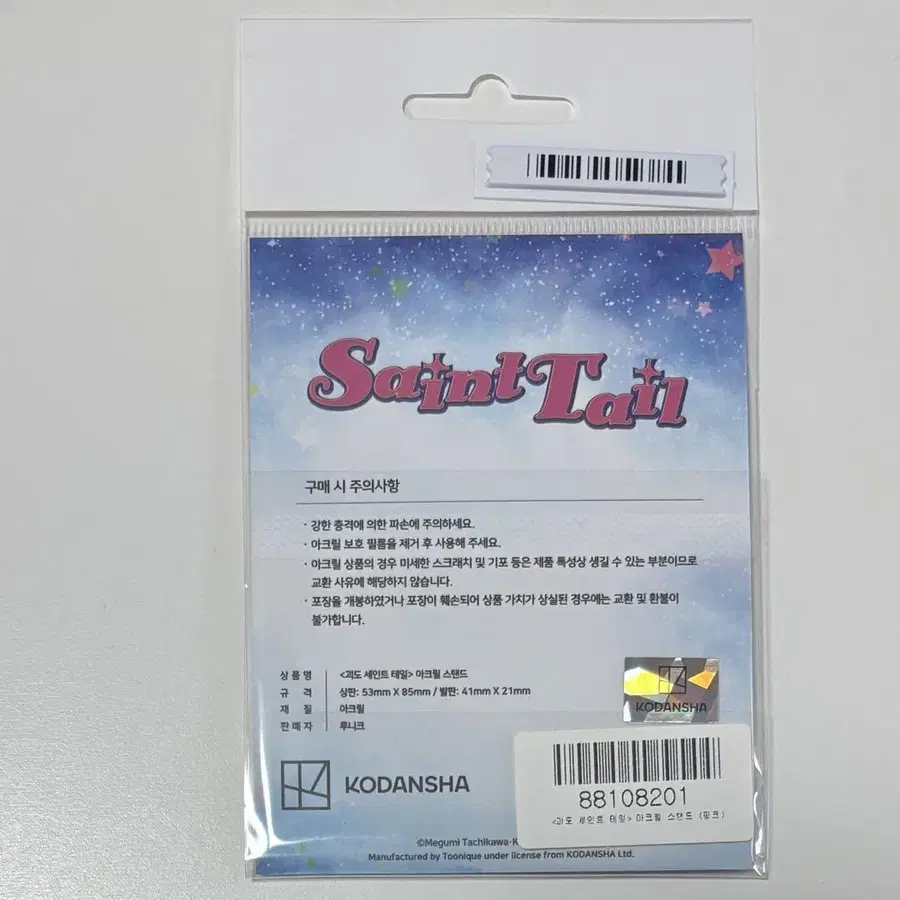 Saint Tail
구매 시 주의사항
· 강한 충격에 의한 파손에 주의하세요.
· 아크릴 보호 필름을 제거 후 사용해 주세요.
· 아크릴 상품의 경우 미세한 스크래치 및 기포 등은 제품 특성상 생길 수 있는 부분이므로
교환 사유에 해당하지 않습니다.
· 포장을 개봉하였거나 포장이 훼손되어 상품 가치가 상실된 경우에는 교환 및 환불이
불가합니다.
상품명 <괴도 세인트 테일> 아크릴 스탠드
규격 상판: 53mm X 85mm / 발판: 41mm X 21mm
재질 아크릴
판매자 투니크
KODANSHA
KODANSHA
88108201
<괴도 세인트 테일> 아크릴 스탠드 (핑크)
©Megumi Tachikawa·K
Manufactured by Toonique under license from KODANSHA Ltd.